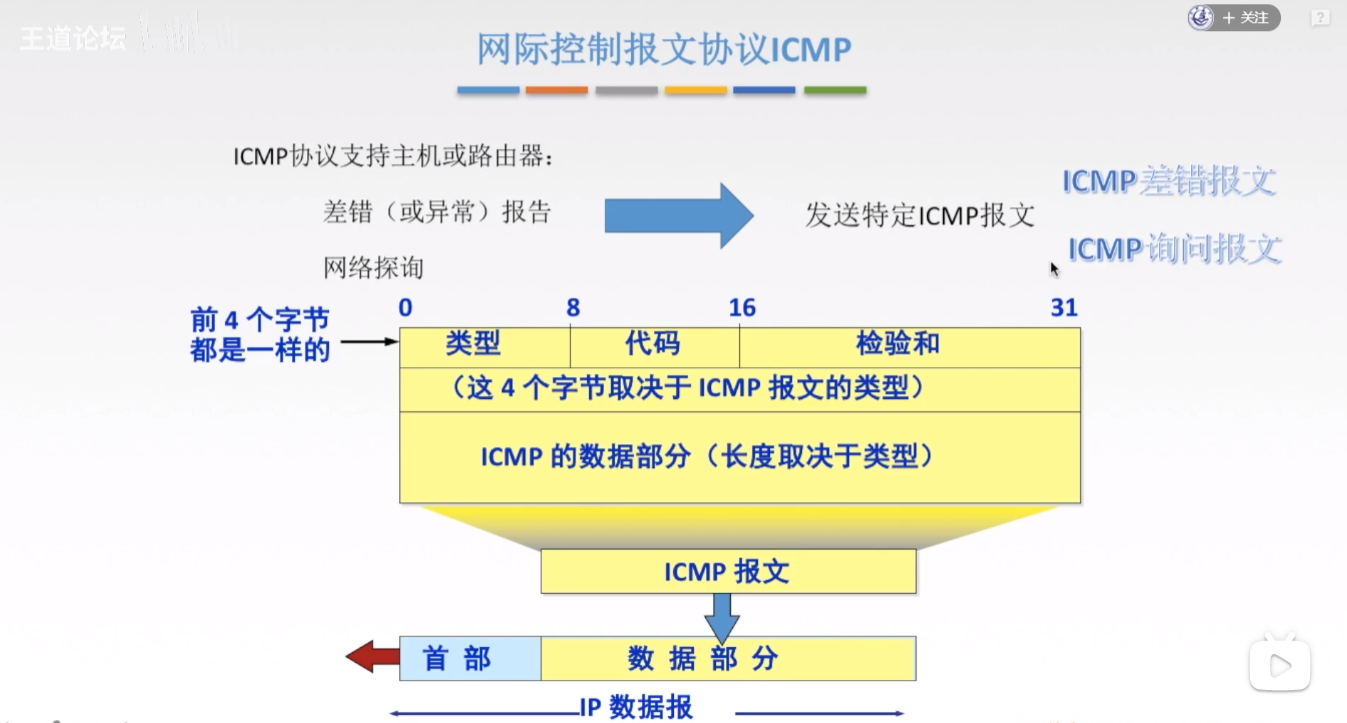 王道论坛
+ 关注
?
网际控制报文协议ICMP
ICMP协议支持主机或路由器：
差错（或异常）报告
网络探询
发送特定ICMP报文
ICMP差错报文
ICMP询问报文
前 4 个字节
都是一样的
0 8 16 31
类型 代码 检验和
（这 4 个字节取决于 ICMP 报文的类型）
ICMP 的数据部分（长度取决于类型）
ICMP 报文
首 部 数 据 部 分
IP 数据报